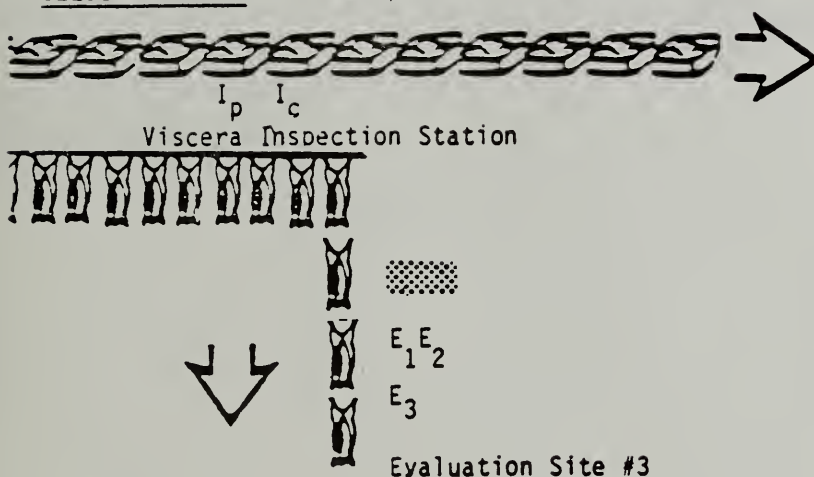 I_p I_c
Viscera Inspection Station
E_1 E_2
E_3
Evaluation Site #3